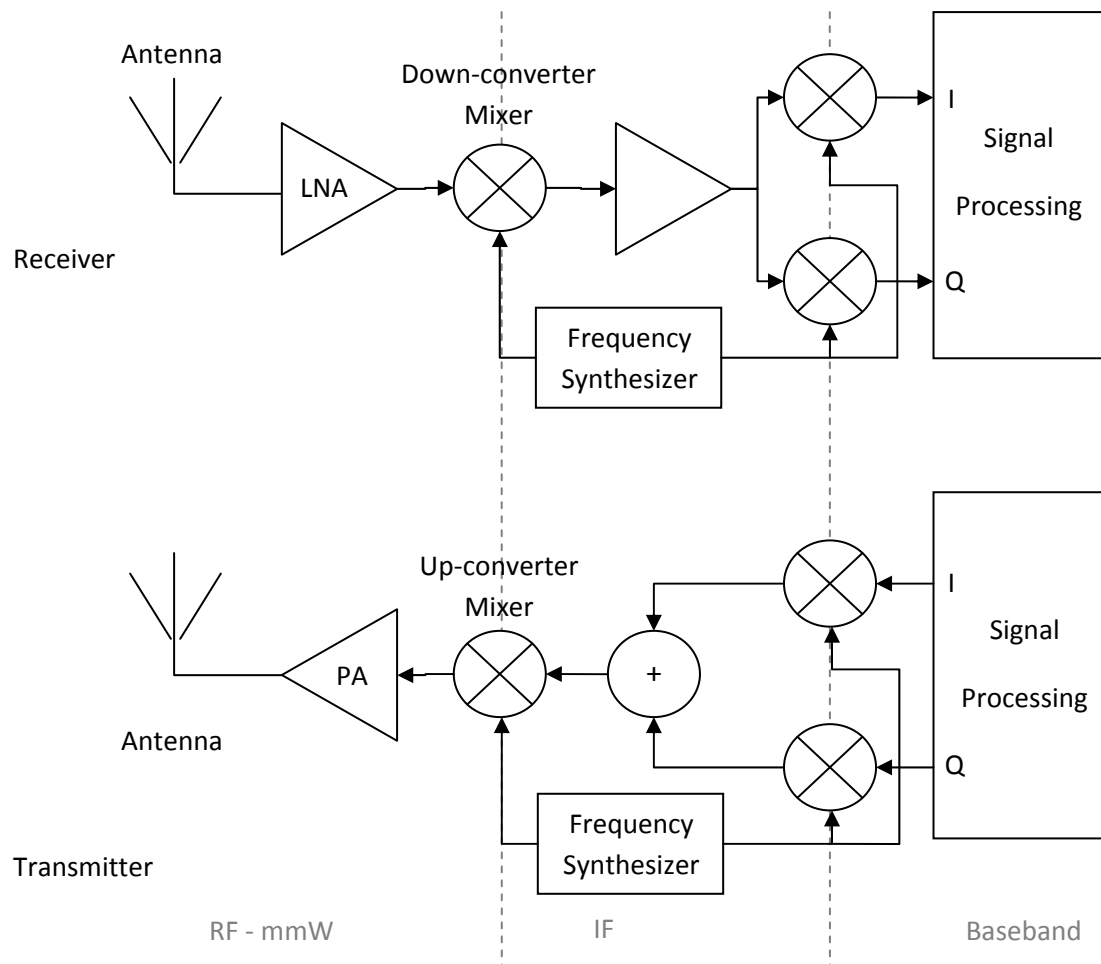 Antenna
Down-converter
Mixer
LNA
I
Signal
Processing
Q
Receiver
Frequency
Synthesizer
Up-converter
Mixer
PA
+
I
Signal
Processing
Q
Antenna
Frequency
Synthesizer
Transmitter
RF - mmW
IF
Baseband